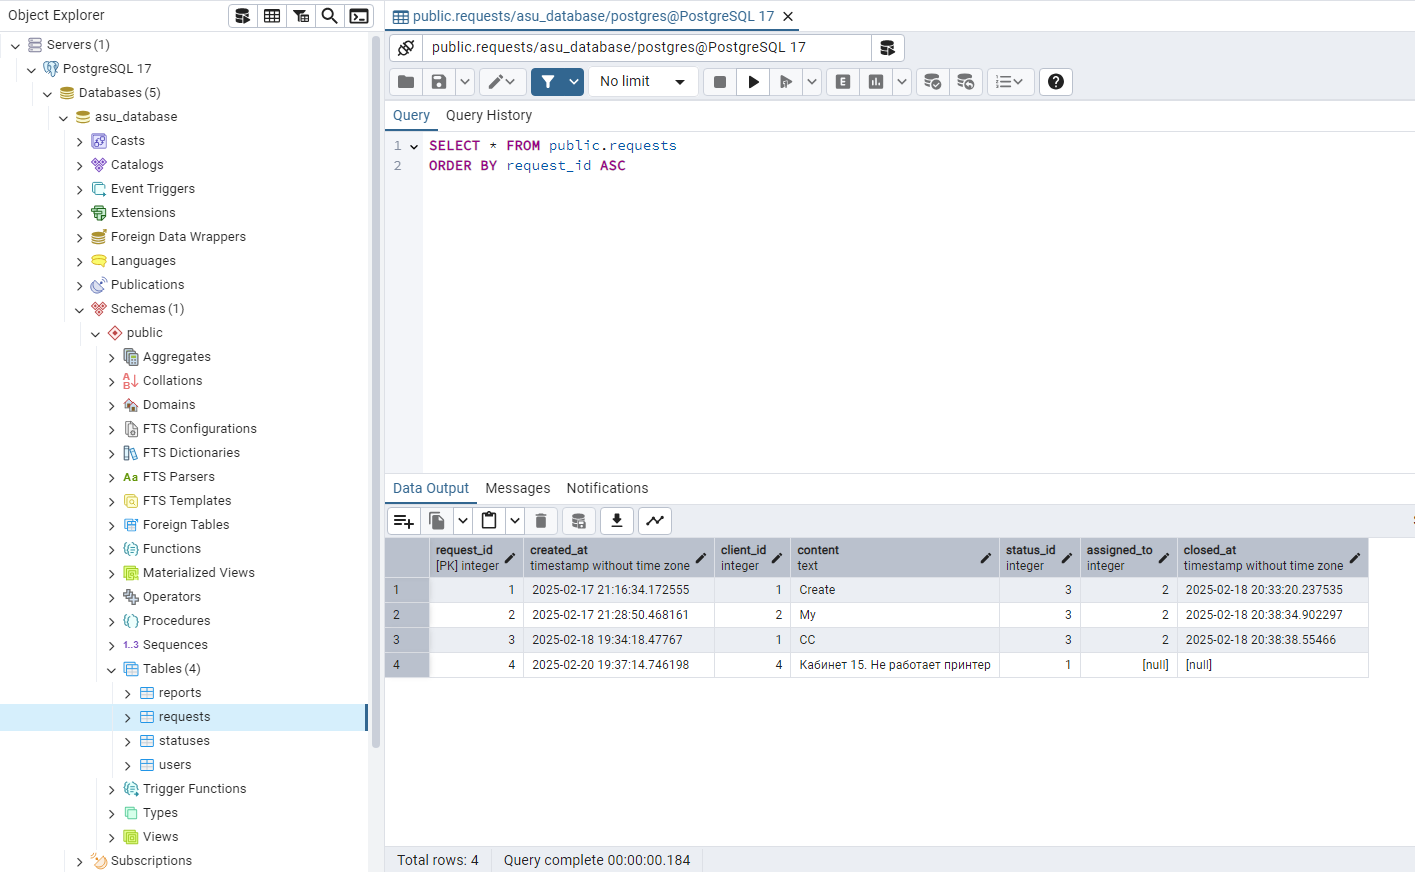 Object Explorer
Servers (1)
PostgreSQL 17
Databases (5)
asu_database
Casts
Catalogs
Event Triggers
Extensions
Foreign Data Wrappers
Languages
Publications
Schemas (1)
public
Aggregates
Collations
Domains
FTS Configurations
FTS Dictionaries
Aa FTS Parsers
FTS Templates
Foreign Tables
Functions
Materialized Views
Operators
Procedures
1..3 Sequences
Tables (4)
reports
requests
statuses
users
Trigger Functions
Types
Views
Subscriptions
public.requests/asu_database/postgres@PostgreSQL 17
public.requests/asu_database/postgres@PostgreSQL 17
No limit
E
Query Query History
1 SELECT * FROM public.requests
2 ORDER BY request_id ASC
Data Output Messages Notifications
request_id created_at client_id content status_id assigned_to closed_at
[PK] integer timestamp without time zone integer text integer integer timestamp without time zone
1 1 2025-02-17 21:16:34.172555 1 Create 3 2 2025-02-18 20:33:20.237535
2 2 2025-02-17 21:28:50.468161 2 My 3 2 2025-02-18 20:38:34.902297
3 3 2025-02-18 19:34:18.47767 1 CC 3 2 2025-02-18 20:38:38.55466
4 4 2025-02-20 19:37:14.746198 4 Кабинет 15. Не работает принтер 1 [null] [null]
Total rows: 4 Query complete 00:00:00.184